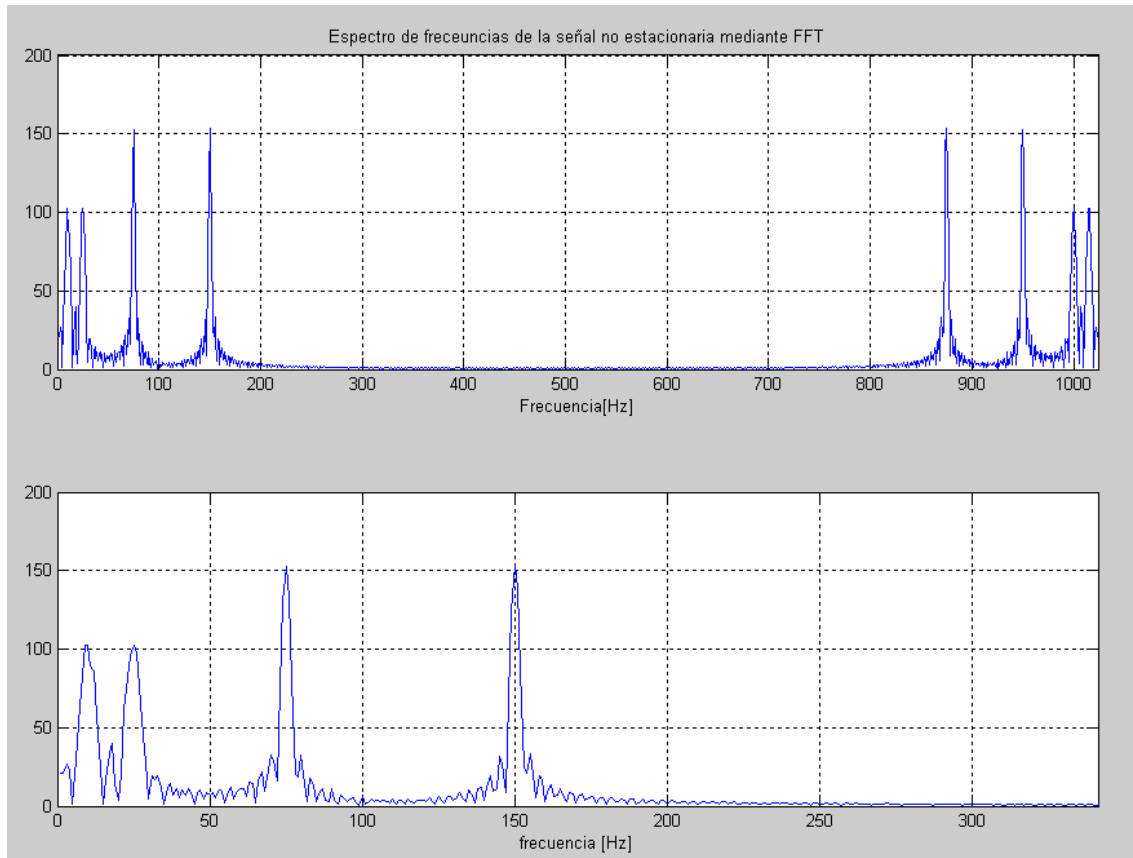 Espectro de freceuncias de la señal no estacionaria mediante FFT
200
150
100
50
0
0 100 200 300 400 500 600 700 800 900 1000
Frecuencia[Hz]
200
150
100
50
0
0 50 100 150 200 250 300
frecuencia [Hz]